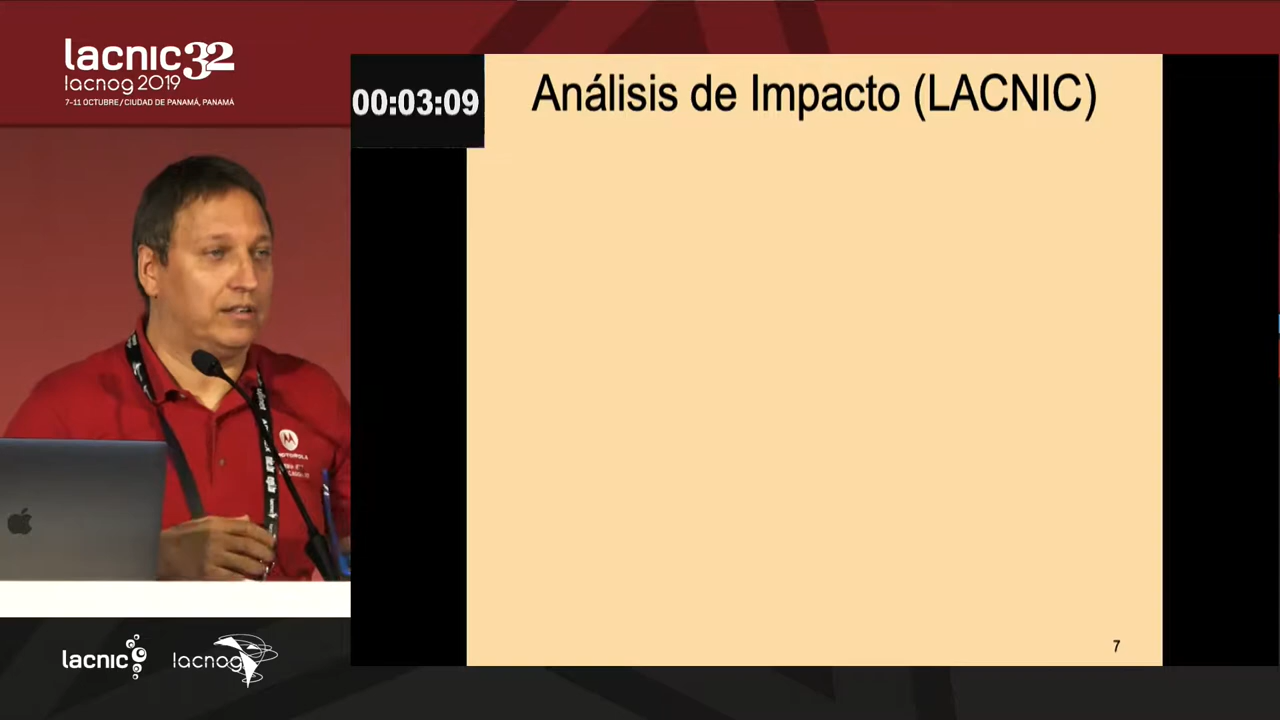 lacnic32
lacnog 2019
7-11 OCTUBRE / CIUDAD DE PANAMÁ, PANAMÁ
00:03:09
Análisis de Impacto (LACNIC)
MOTOROLA
7
lacnic
lacnog